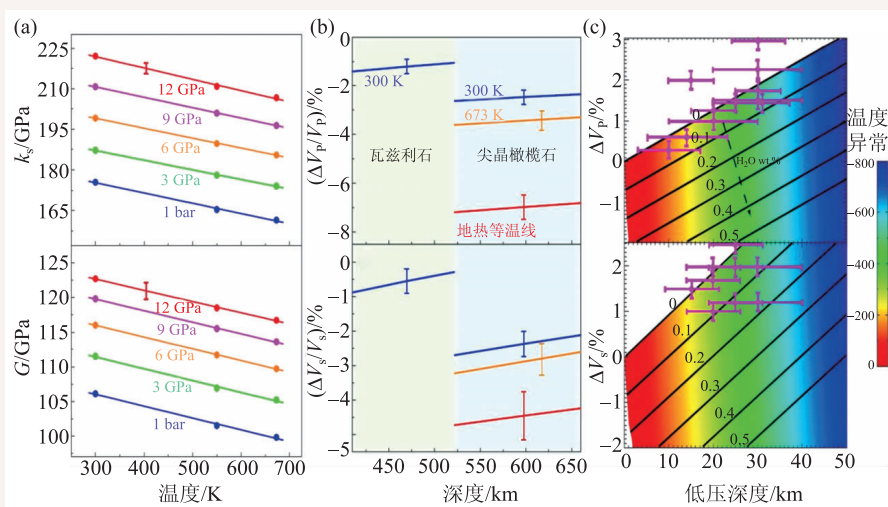 (a)
225
210
195
180
165
kₛ/GPa
12 GPa
9 GPa
6 GPa
3 GPa
1 bar
125
120
115
110
105
100
G/GPa
12 GPa
9 GPa
6 GPa
3 GPa
1 bar
300
400
500
600
700
温度/K
(b)
0
−2
−4
−6
−8
(ΔV_P/V_P)/%
300 K
300 K
673 K
瓦兹利石
尖晶橄榄石
地热等温线
0
−1
−2
−3
−4
−5
(ΔVₛ/Vₛ)/%
450
500
550
600
650
深度/km
(c)
3
2
1
0
−1
ΔV_P/%
0
0.1
0.2
0.3
0.4
0.5
H₂O wt %
2
1
0
−1
−2
ΔVₛ/%
0
0.1
0.2
0.3
0.4
0.5
0
10
20
30
40
50
低压深度/km
温度
异常
−800
−600
−400
−200
0